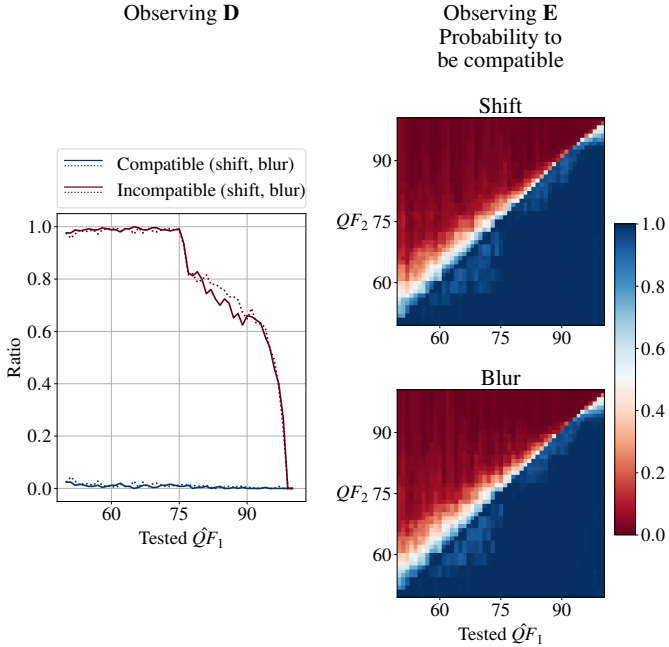 Observing D
Compatible (shift, blur)
Incompatible (shift, blur)
1.0
0.8
0.6
0.4
0.2
0.0
Ratio
60
75
90
Tested Q̂F₁
Observing E
Probability to
be compatible
Shift
90
75
60
QF₂
60
75
90
Blur
90
75
60
QF₂
60
75
90
Tested Q̂F₁
1.0
0.8
0.6
0.4
0.2
0.0